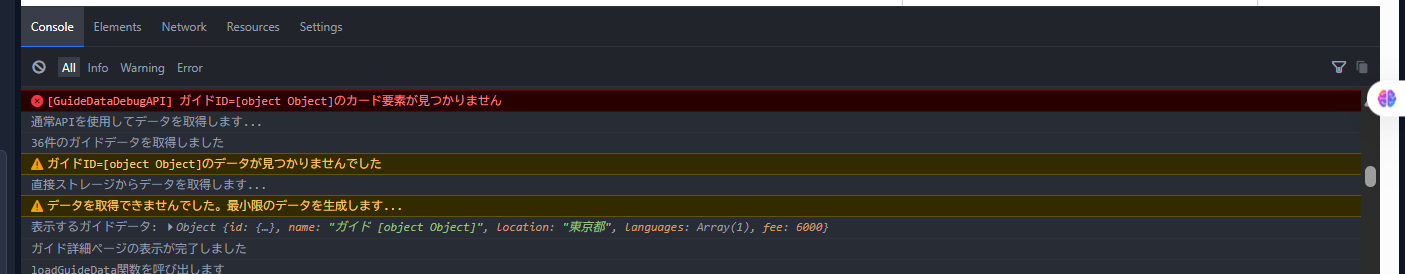 Console Elements Network Resources Settings
All Info Warning Error
[GuideDataDebugAPI] ガイドID=[object Object]のカード要素が見つかりません
通常APIを使用してデータを取得します...
36件のガイドデータを取得しました
ガイドID=[object Object]のデータが見つかりませんでした
直接ストレージからデータを取得します...
データを取得できませんでした。最小限のデータを生成します...
表示するガイドデータ: Object {id: {…}, name: "ガイド [object Object]", location: "東京都", languages: Array(1), fee: 6000}
ガイド詳細ページの表示が完了しました
loadGuideData関数を呼び出します